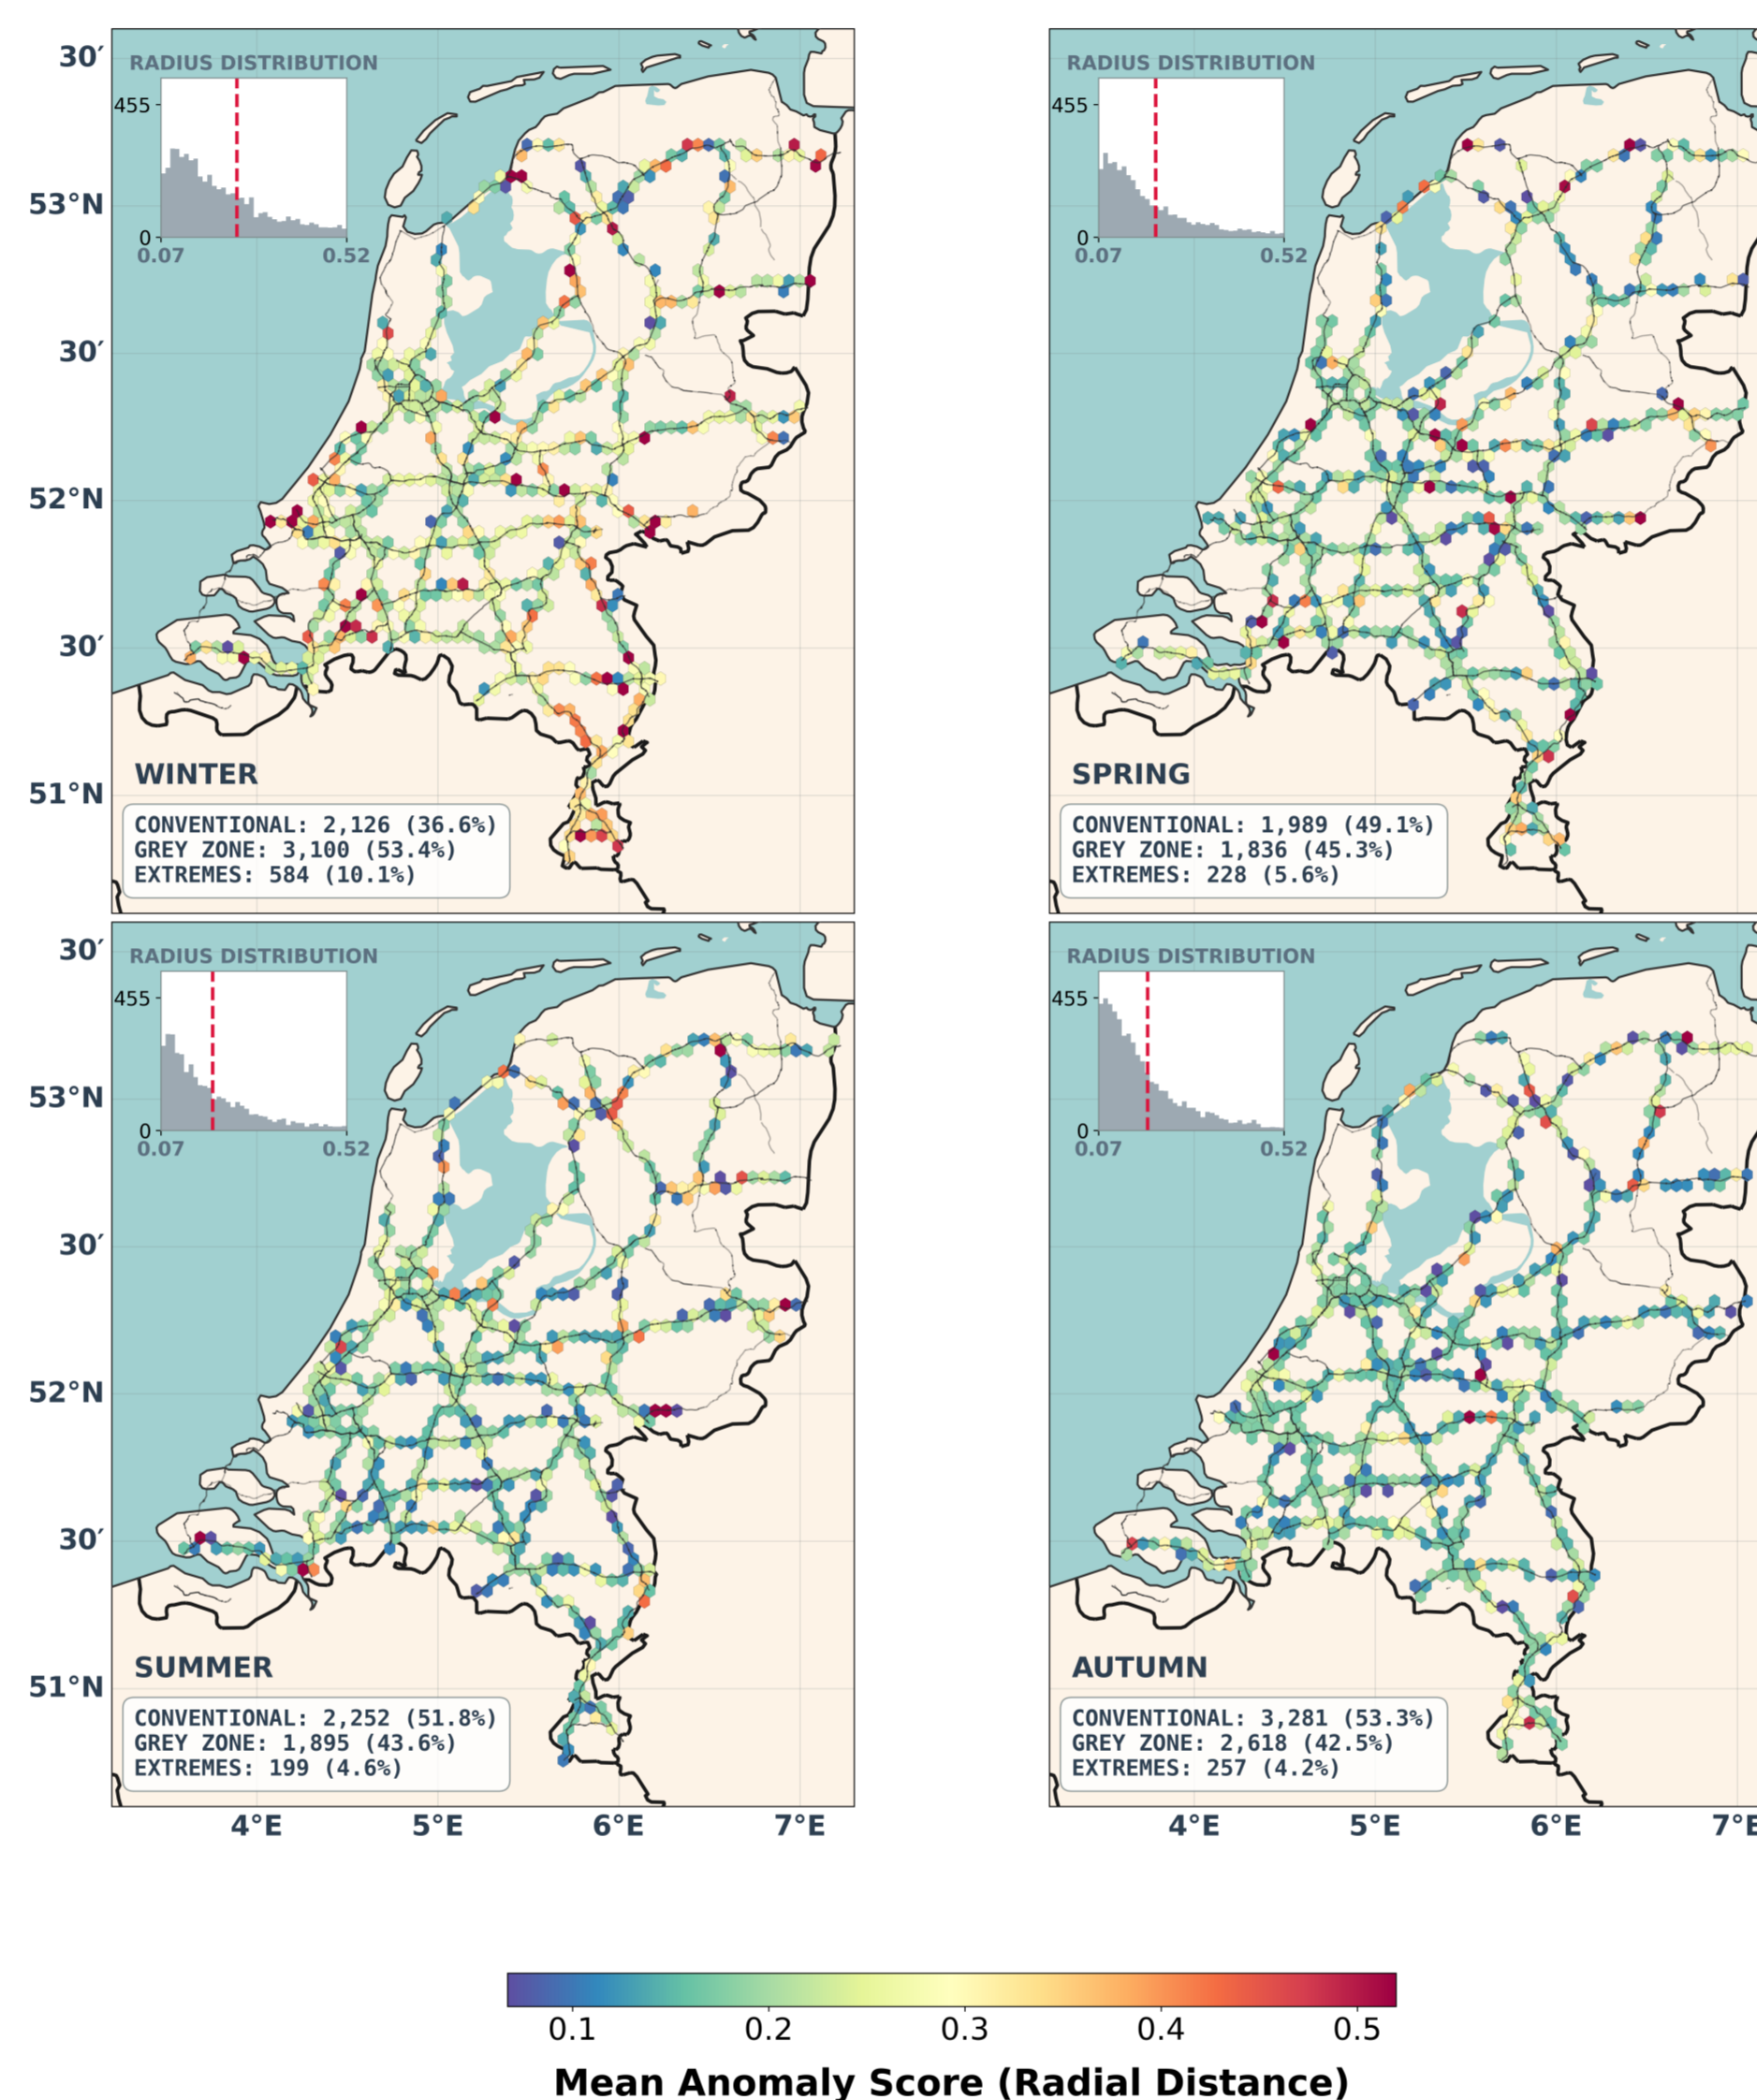 RADIUS DISTRIBUTION
455
0
0.07 0.52
30′
53°N
30′
52°N
30′
51°N
WINTER
CONVENTIONAL: 2,126 (36.6%)
GREY ZONE: 3,100 (53.4%)
EXTREMES: 584 (10.1%)
RADIUS DISTRIBUTION
455
0
0.07 0.52
SPRING
CONVENTIONAL: 1,989 (49.1%)
GREY ZONE: 1,836 (45.3%)
EXTREMES: 228 (5.6%)
RADIUS DISTRIBUTION
455
0
0.07 0.52
30′
53°N
30′
52°N
30′
51°N
SUMMER
CONVENTIONAL: 2,252 (51.8%)
GREY ZONE: 1,895 (43.6%)
EXTREMES: 199 (4.6%)
4°E 5°E 6°E 7°E
RADIUS DISTRIBUTION
455
0
0.07 0.52
AUTUMN
CONVENTIONAL: 3,281 (53.3%)
GREY ZONE: 2,618 (42.5%)
EXTREMES: 257 (4.2%)
4°E 5°E 6°E 7°E
0.1 0.2 0.3 0.4 0.5
Mean Anomaly Score (Radial Distance)